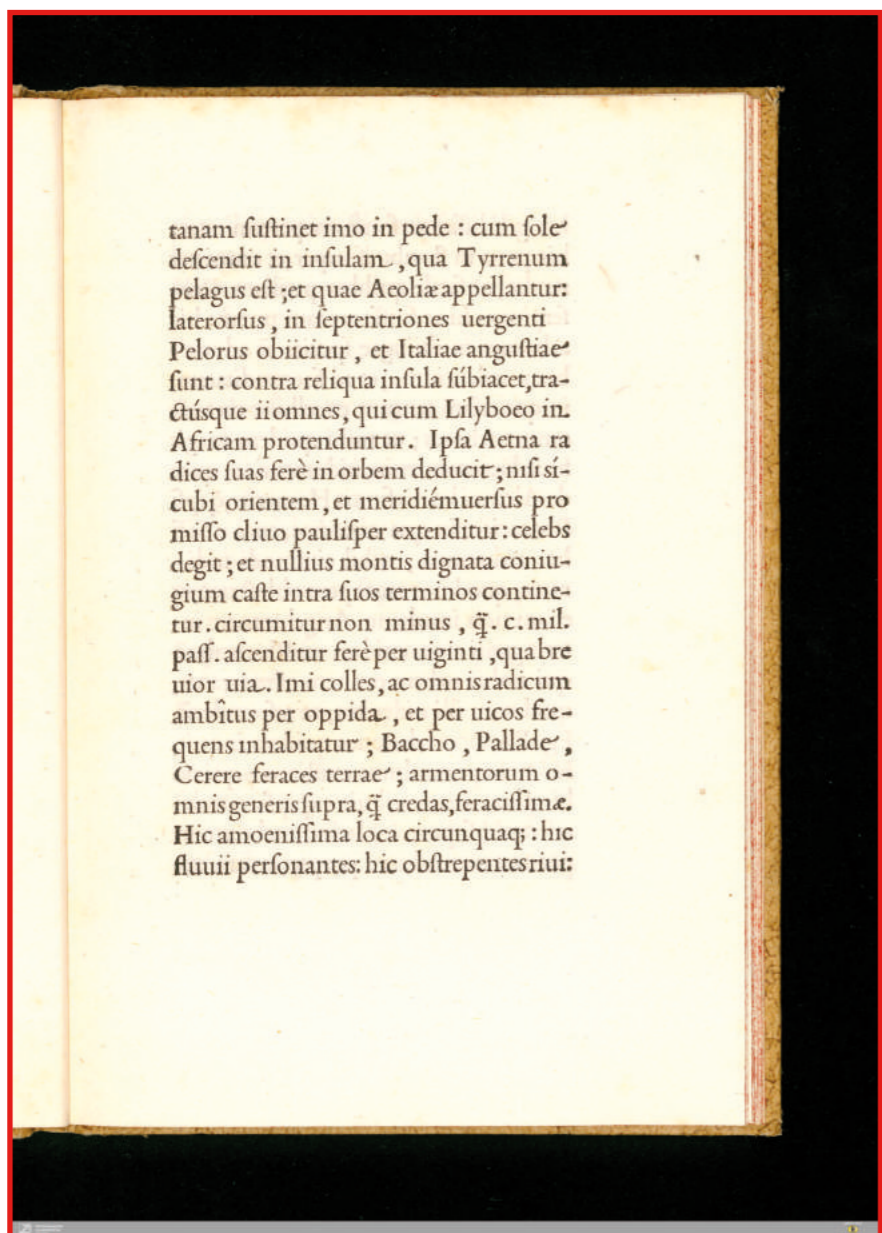 tanam ſuſtinet imo in pede : cum ſole
deſcendit in inſulam , qua Tyrrenum
pelagus eſt ; et quae Aeoliæ appellantur:
laterorſus , in ſeptentriones uergenti
Pelorus obiicitur , et Italiae anguſtiae
ſunt : contra reliqua inſula ſúbiacet, tra-
ctúsque ii omnes, qui cum Lilyboeo in
Africam protenduntur. Ipſa Aetna ra
dices ſuas ferè in orbem deducit ; niſi sí-
cubi orientem , et meridiémuerſus pro
miſſo cliuo pauliſper extenditur : celebs
degit ; et nullius montis dignata coniu-
gium caſte intra ſuos terminos contine-
tur. circumitur non minus , q̃. c. mil.
paſſ. aſcenditur ferè per uiginti , qua bre
uior uia. Imi colles, ac omnis radicum
ambîtus per oppida , et per uicos fre-
quens inhabitatur ; Baccho , Pallade ,
Cerere feraces terrae ; armentorum o-
mnis generis ſupra, q̃ credas, feraciſſimæ.
Hic amoeniſſima loca circunquaq; : hic
fluuii perſonantes: hic obſtrepentes riui: